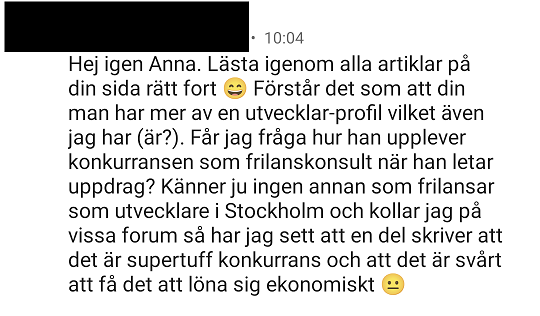 • 10:04
Hej igen Anna. Lästa igenom alla artiklar på
din sida rätt fort 😄 Förstår det som att din
man har mer av en utvecklar-profil vilket även
jag har (är?). Får jag fråga hur han upplever
konkurransen som frilanskonsult när han letar
uppdrag? Känner ju ingen annan som frilansar
som utvecklare i Stockholm och kollar jag på
vissa forum så har jag sett att en del skriver att
det är supertuff konkurrans och att det är svårt
att få det att löna sig ekonomiskt 😐